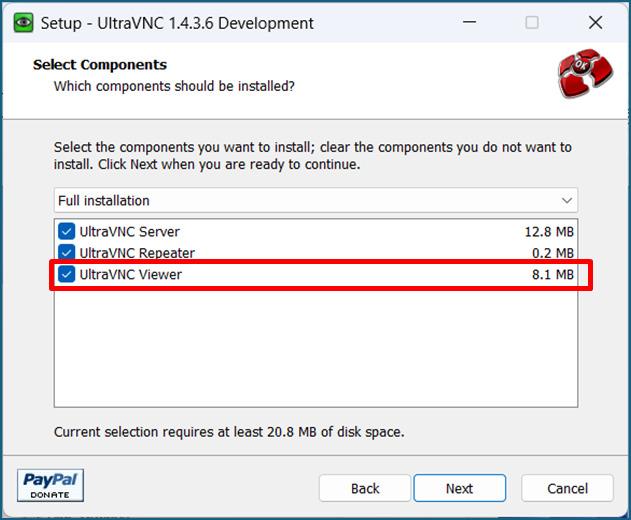 Setup - UltraVNC 1.4.3.6 Development
Select Components
Which components should be installed?
OK
Select the components you want to install; clear the components you do not want to
install. Click Next when you are ready to continue.
Full installation
UltraVNC Server 12.8 MB
UltraVNC Repeater 0.2 MB
UltraVNC Viewer 8.1 MB
Current selection requires at least 20.8 MB of disk space.
PayPal
DONATE
Back Next Cancel